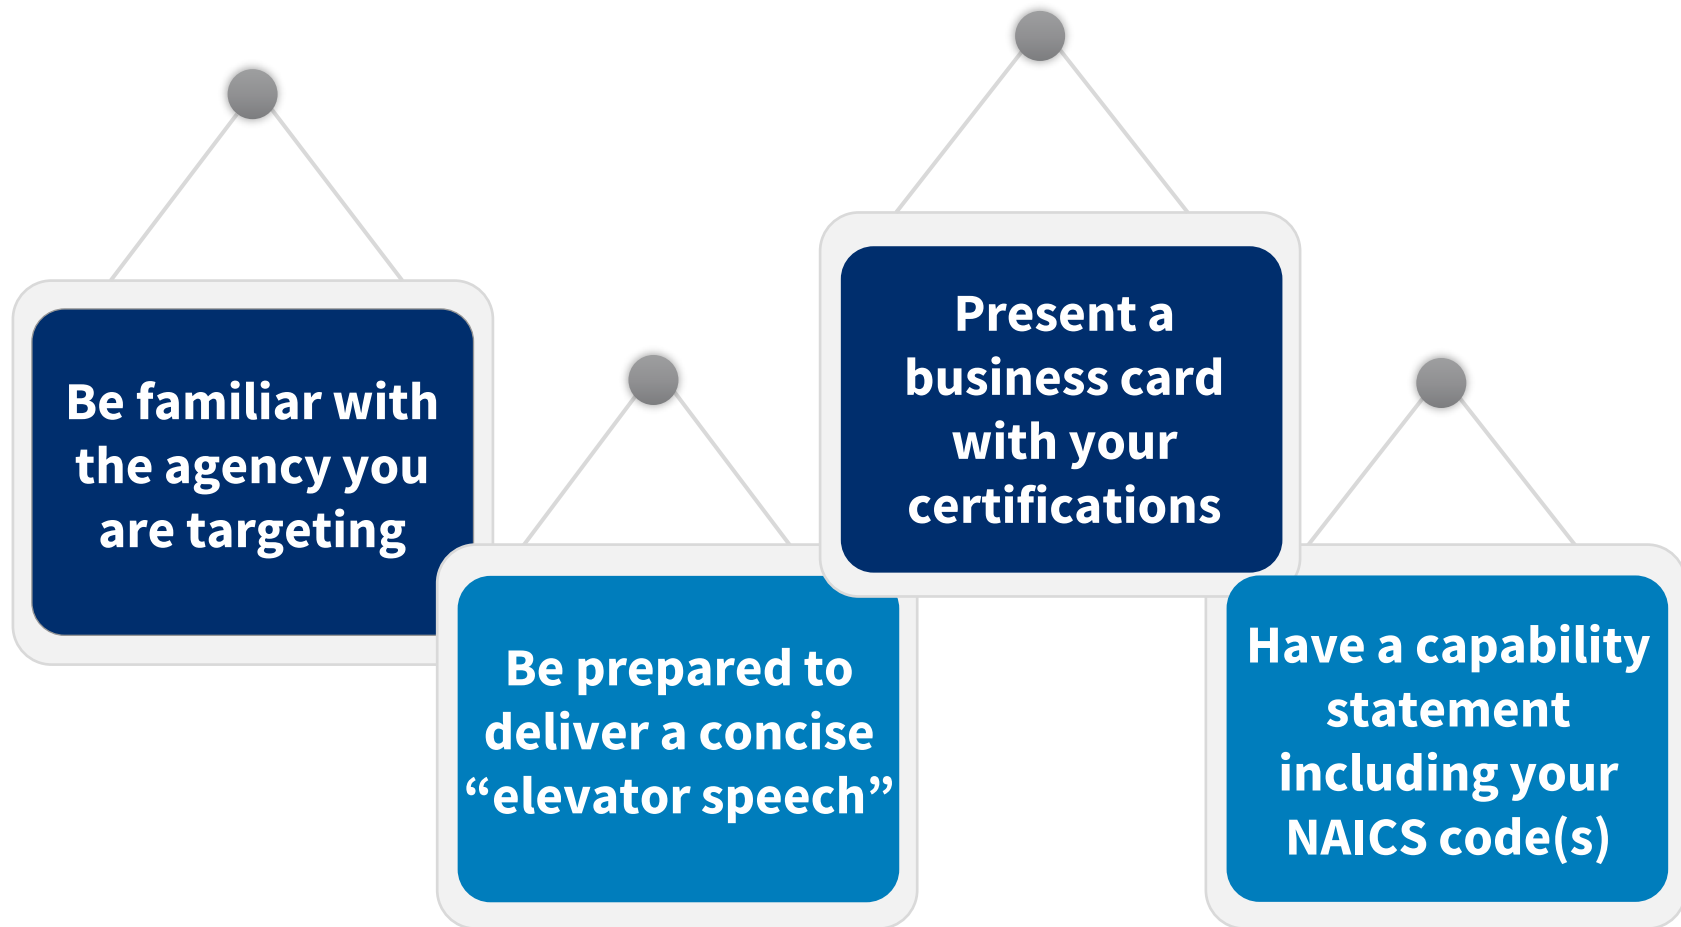 Be familiar with
the agency you
are targeting
Be prepared to
deliver a concise
“elevator speech”
Present a
business card
with your
certifications
Have a capability
statement
including your
NAICS code(s)